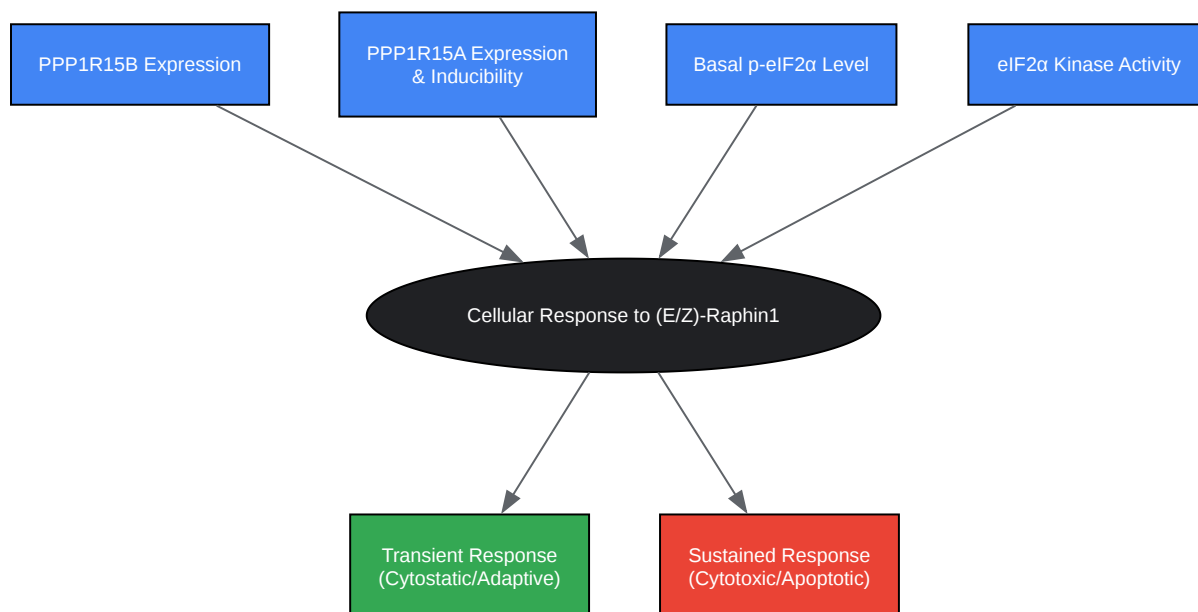 PPP1R15B Expression
PPP1R15A Expression
& Inducibility
Basal p-eIF2α Level
eIF2α Kinase Activity
Cellular Response to (E/Z)-Raphin1
Transient Response
(Cytostatic/Adaptive)
Sustained Response
(Cytotoxic/Apoptotic)